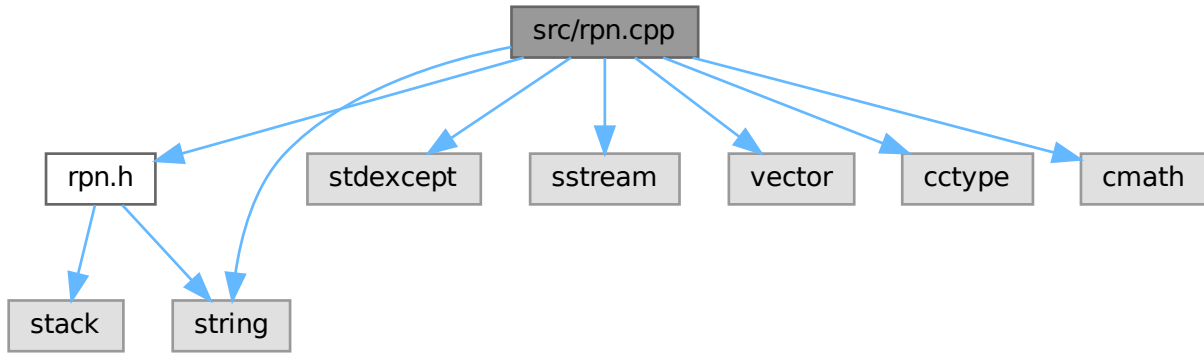 src/rpn.cpp
rpn.h
stdexcept
sstream
vector
cctype
cmath
stack
string